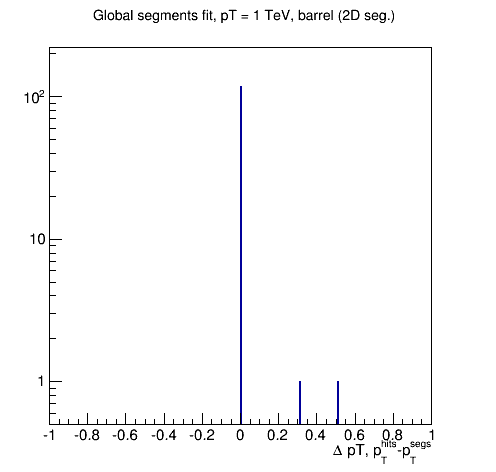 Global segments fit, pT = 1 TeV, barrel (2D seg.)
10²
10
1
-1 -0.8 -0.6 -0.4 -0.2 0 0.2 0.4 0.6 0.8 1
Δ pT, p_T^hits-p_T^segs